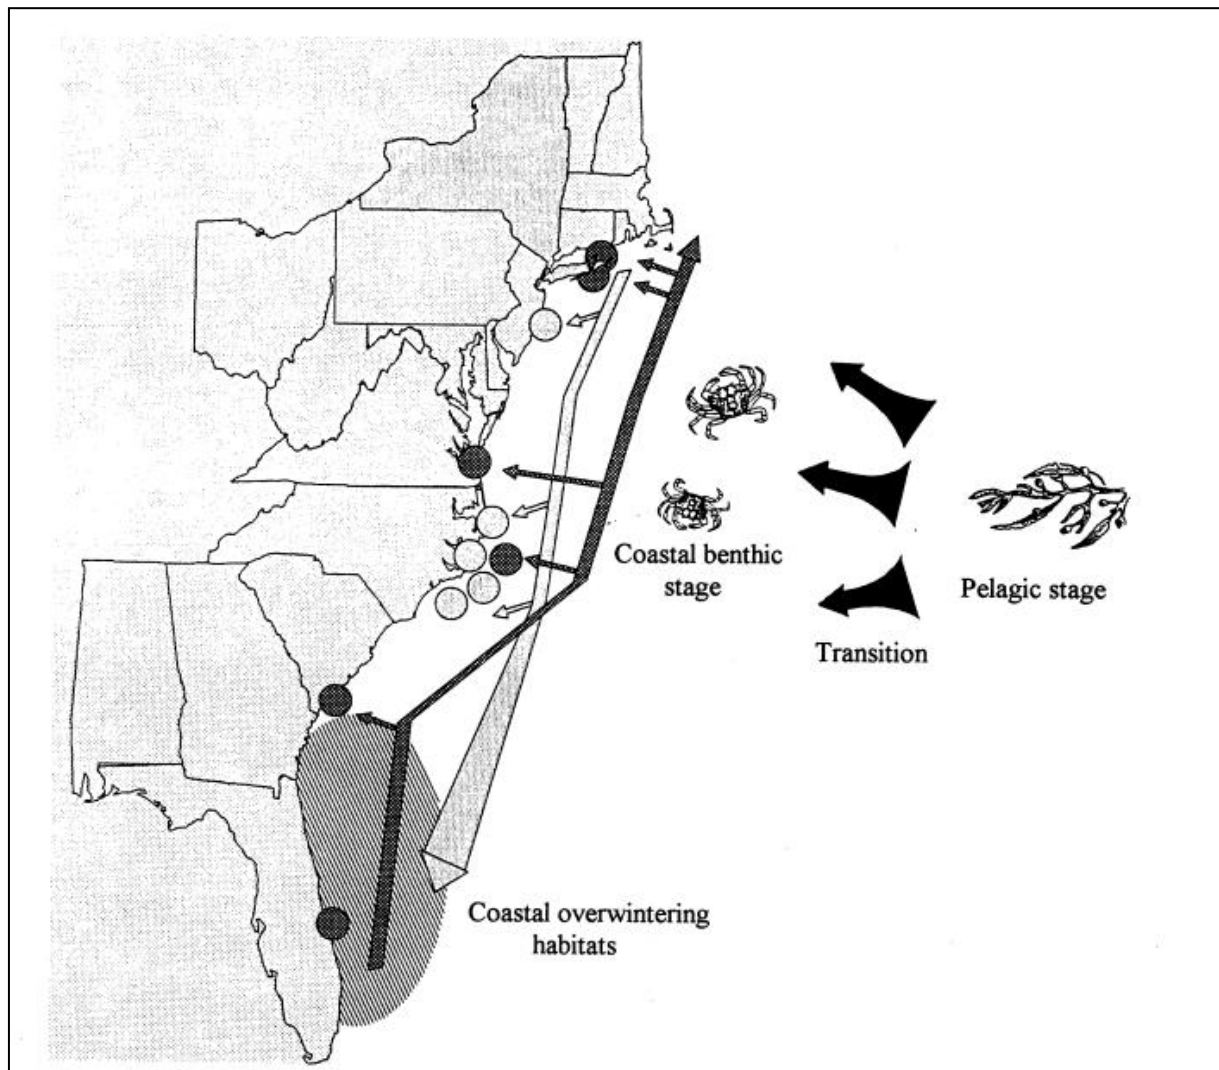 Coastal benthic
stage
Pelagic stage
Transition
Coastal overwintering
habitats